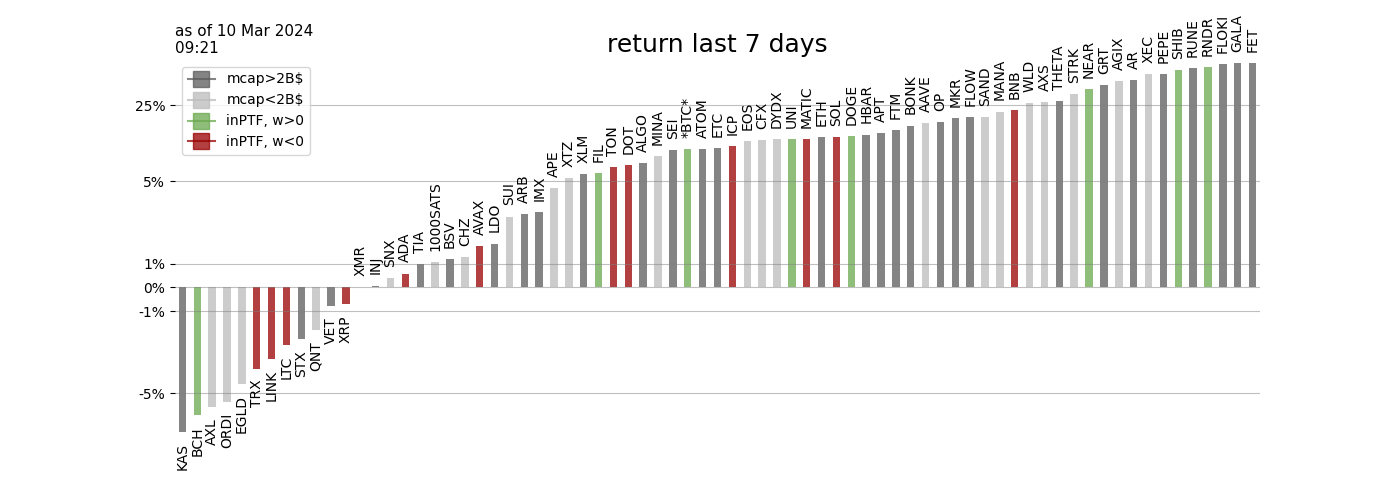 as of 10 Mar 2024
09:21
return last 7 days
mcap>2B$
mcap<2B$
inPTF, w>0
inPTF, w<0
25%
5%
1%
0%
-1%
-5%
KAS
BCH
AXL
ORDI
EGLD
TRX
LINK
LTC
STX
QNT
VET
XRP
XMR
INJ
SNX
ADA
TIA
1000SATS
BSV
CHZ
AVAX
LDO
SUI
ARB
IMX
APE
XTZ
XLM
FIL
TON
DOT
ALGO
MINA
SEI
*BTC*
ATOM
ETC
ICP
EOS
CFX
DYDX
UNI
MATIC
ETH
SOL
DOGE
HBAR
APT
FTM
BONK
AAVE
OP
MKR
FLOW
SAND
MANA
BNB
WLD
AXS
THETA
STRK
NEAR
GRT
AGIX
AR
XEC
PEPE
SHIB
RUNE
RNDR
FLOKI
GALA
FET